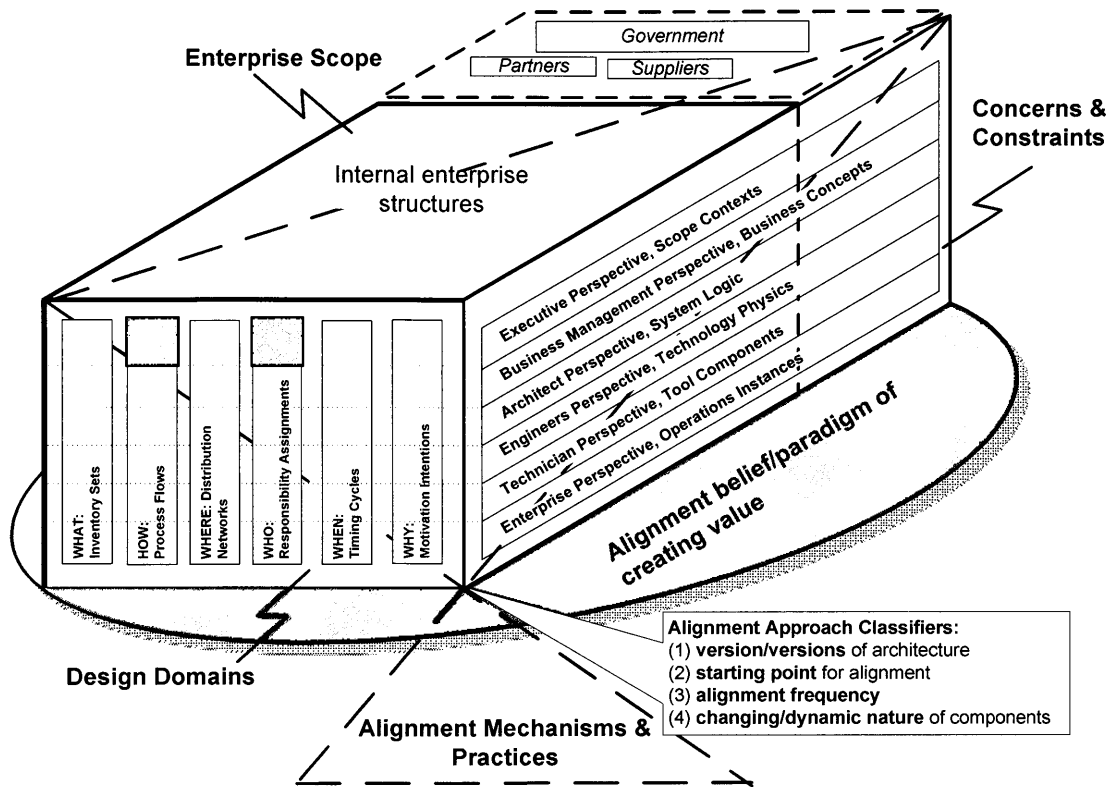 Government
Partners
Suppliers
Enterprise Scope
Concerns &
Constraints
Internal enterprise
structures
Executive Perspective, Scope Contexts
Business Management Perspective, Business Concepts
Architect Perspective, System Logic
Engineers Perspective, Technology Physics
Technician Perspective, Tool Components
Enterprise Perspective, Operations Instances
WHAT:
Inventory Sets
HOW:
Process Flows
WHERE: Distribution
Networks
WHO:
Responsibility Assignments
WHEN:
Timing Cycles
WHY:
Motivation Intentions
Alignment belief/paradigm of
creating value
Design Domains
Alignment Approach Classifiers:
(1) version/versions of architecture
(2) starting point for alignment
(3) alignment frequency
(4) changing/dynamic nature of components
Alignment Mechanisms &
Practices